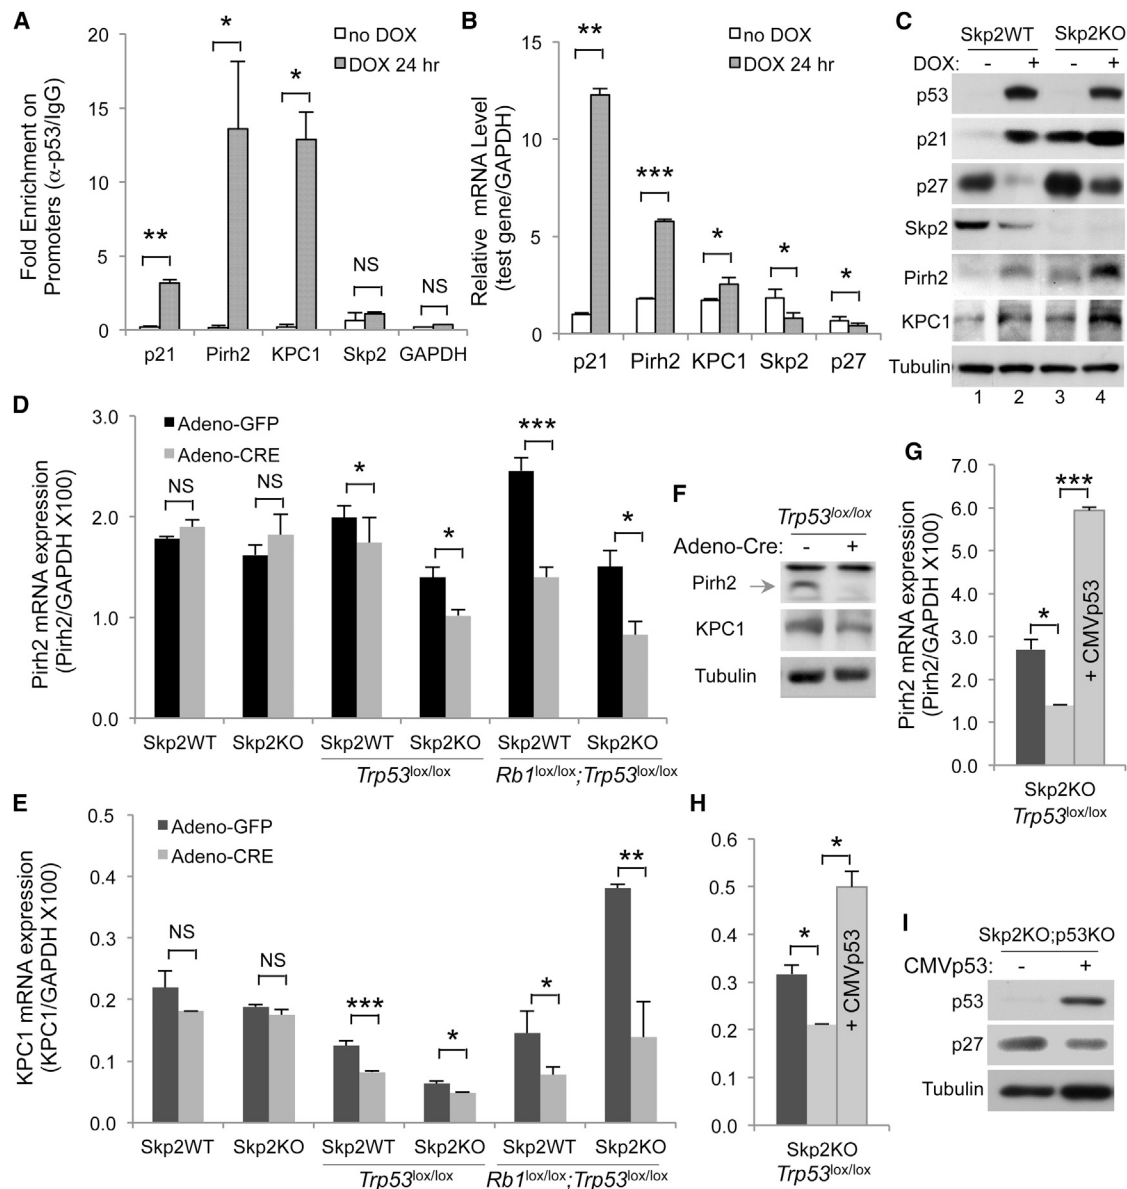 A
Fold Enrichment on
Promoters (α-p53/IgG)
20
15
10
5
0
no DOX
DOX 24 hr
**
*
*
NS
NS
p21 Pirh2 KPC1 Skp2 GAPDH
B
Relative mRNA Level
(test gene/GAPDH)
15
10
5
0
no DOX
DOX 24 hr
**
***
*
*
*
p21 Pirh2 KPC1 Skp2 p27
C
Skp2WT Skp2KO
DOX: - + - +
p53
p21
p27
Skp2
Pirh2
KPC1
Tubulin
1 2 3 4
D
Pirh2 mRNA expression
(Pirh2/GAPDH X100)
3.0
2.0
1.0
0.0
Adeno-GFP
Adeno-CRE
NS
NS
*
*
***
*
Skp2WT Skp2KO Skp2WT Skp2KO Skp2WT Skp2KO
Trp53lox/lox Rb1lox/lox;Trp53lox/lox
E
KPC1 mRNA expression
(KPC1/GAPDH X100)
0.5
0.4
0.3
0.2
0.1
0.0
Adeno-GFP
Adeno-CRE
NS
NS
***
*
*
**
Skp2WT Skp2KO Skp2WT Skp2KO Skp2WT Skp2KO
Trp53lox/lox Rb1lox/lox;Trp53lox/lox
F
Trp53lox/lox
Adeno-Cre: - +
Pirh2
KPC1
Tubulin
G
Pirh2 mRNA expression
(Pirh2/GAPDH X100)
7.0
6.0
5.0
4.0
3.0
2.0
1.0
0.0
*
***
+ CMVp53
Skp2KO
Trp53lox/lox
H
0.6
0.5
0.4
0.3
0.2
0.1
0.0
*
*
+ CMVp53
Skp2KO
Trp53lox/lox
I
Skp2KO;p53KO
CMVp53: - +
p53
p27
Tubulin